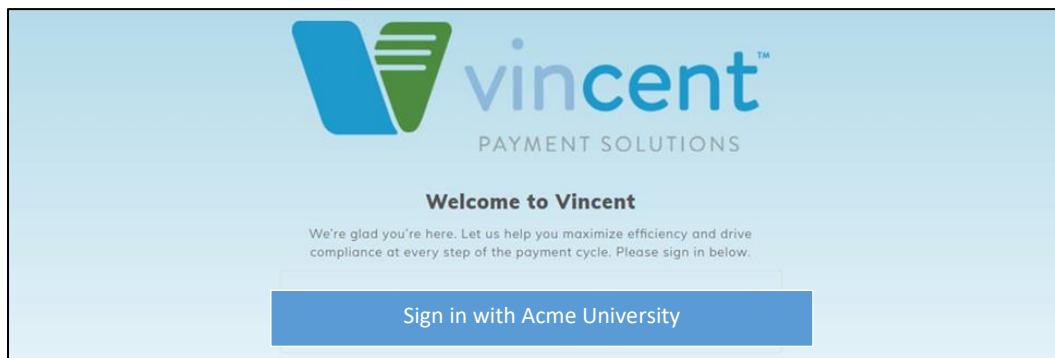 vincent™
PAYMENT SOLUTIONS
Welcome to Vincent
We're glad you're here. Let us help you maximize efficiency and drive
compliance at every step of the payment cycle. Please sign in below.
Sign in with Acme University